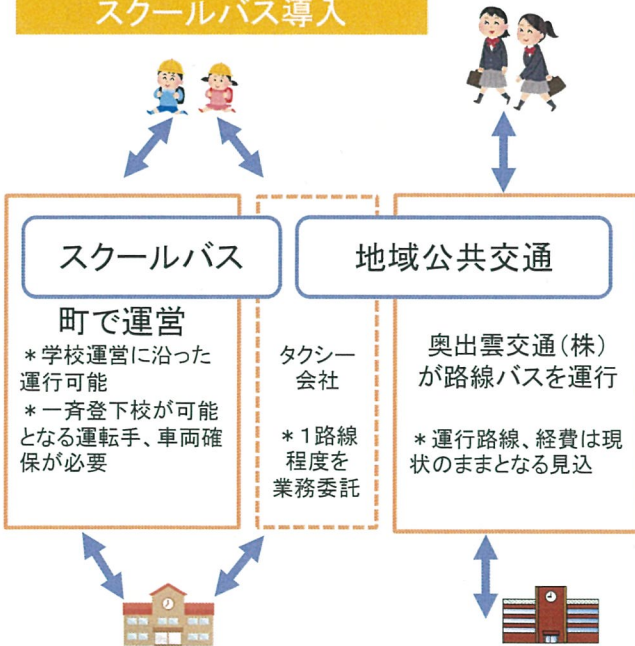 スクールバス導入
スクールバス
地域公共交通
町で運営
＊学校運営に沿った
運行可能
＊一斉登下校が可能
となる運転手、車両確
保が必要
タクシー
会社
＊１路線
程度を
業務委託
奥出雲交通(株)
が路線バスを運行
＊運行路線、経費は現
状のままとなる見込